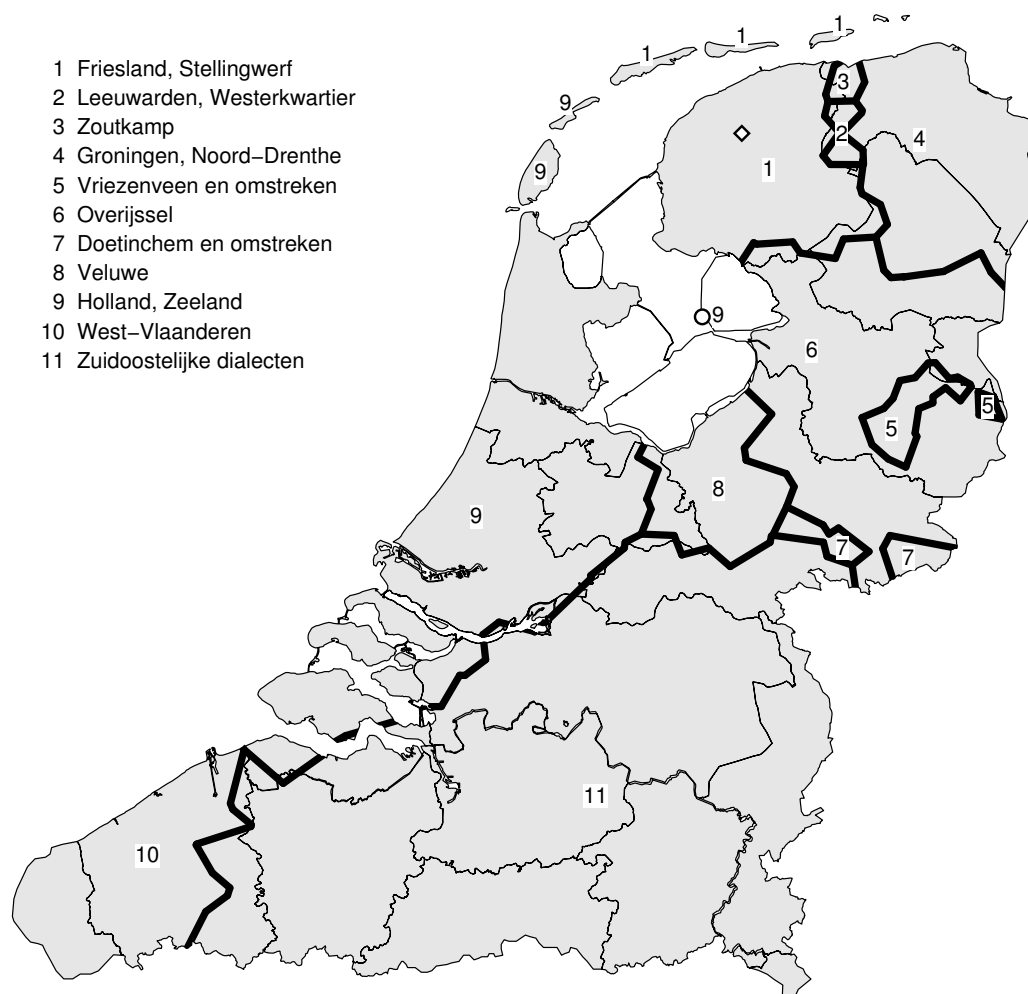 1 Friesland, Stellingwerf
2 Leeuwarden, Westerkwartier
3 Zoutkamp
4 Groningen, Noord−Drenthe
5 Vriezenveen en omstreken
6 Overijssel
7 Doetinchem en omstreken
8 Veluwe
9 Holland, Zeeland
10 West−Vlaanderen
11 Zuidoostelijke dialecten
1
1
1
3
9
2
4
1
9
9
6
5
5
8
9
7
7
11
10